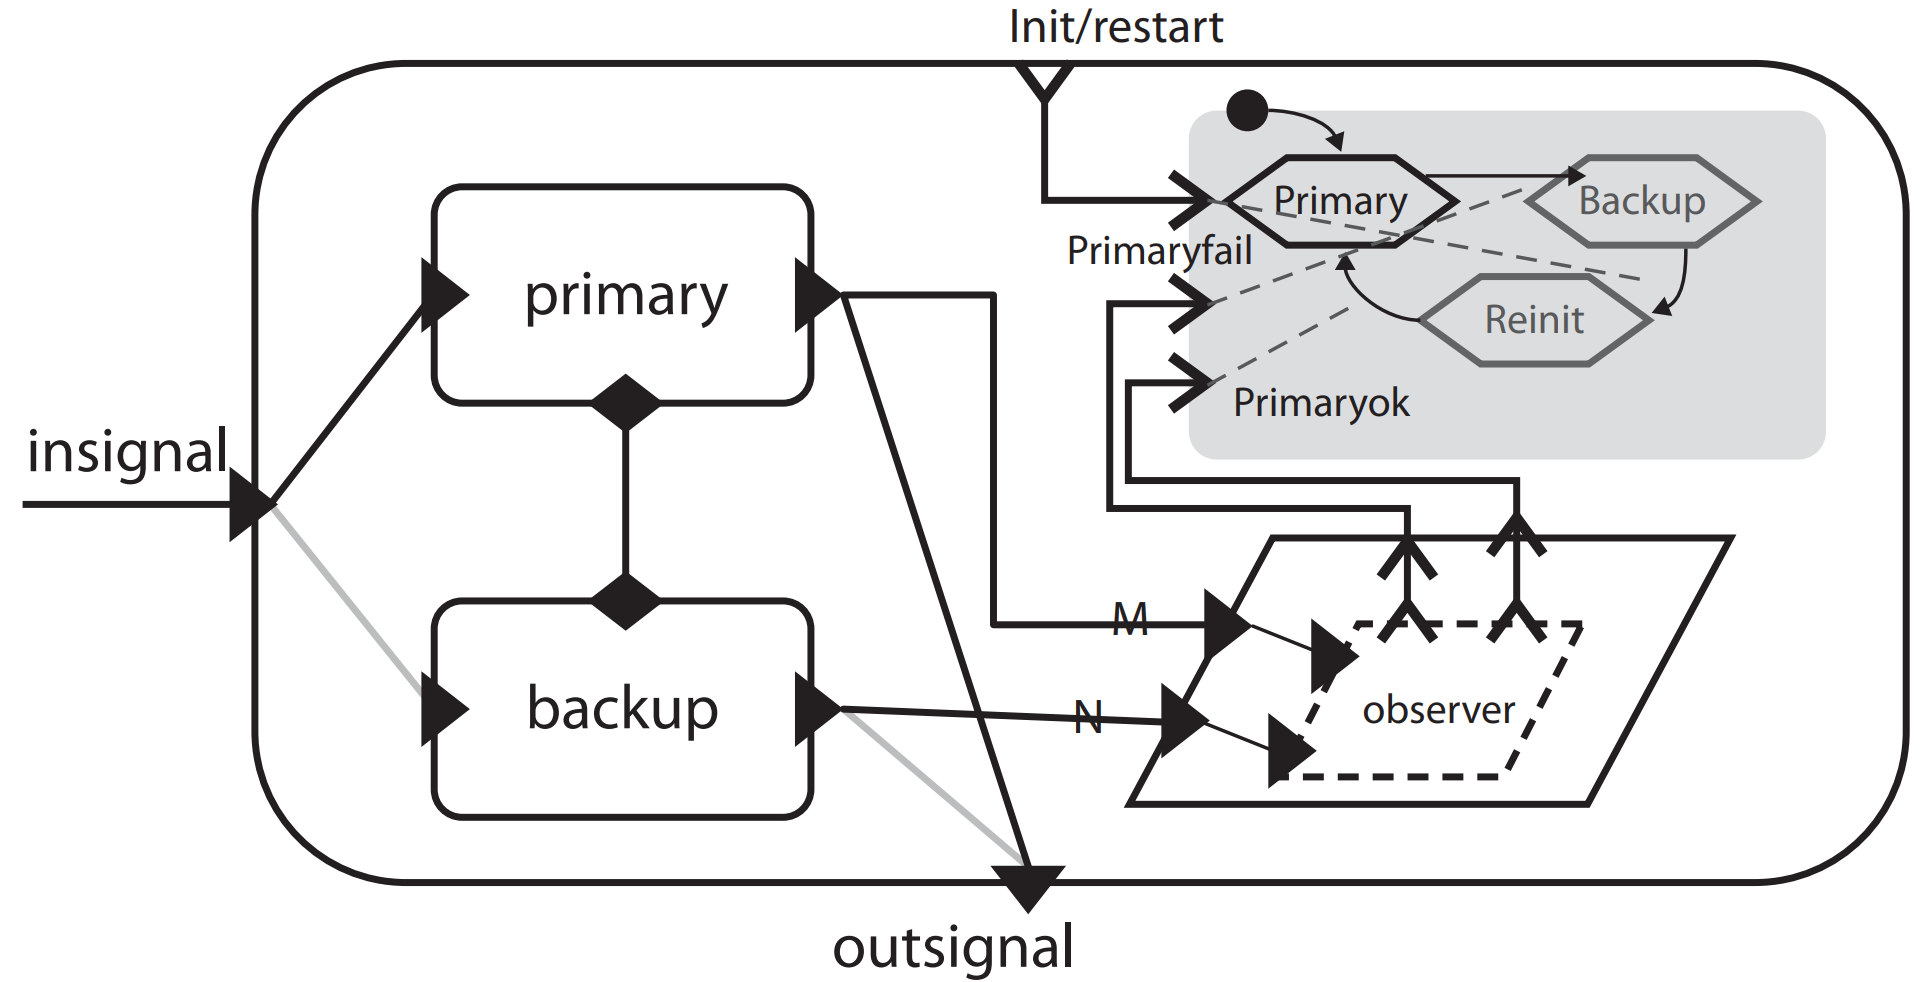 Init/restart
Primary
Backup
Primaryfail
primary
Reinit
Primaryok
insignal
M
backup
N
observer
outsignal